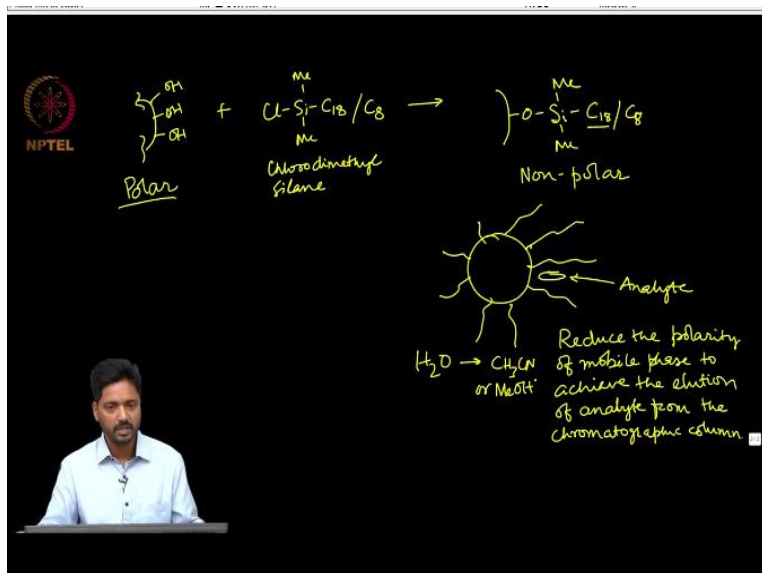 NPTEL
OH
OH
OH
Polar
+
Me
Cl-Si-C18/C8
Me
Chlorodimethyl
silane
→
Me
-O-Si-C18/C8
Me
Non-polar
Analyte
H2O → CH3CN
or MeOH
Reduce the polarity
of mobile phase to
achieve the elution
of analyte from the
chromatographic column